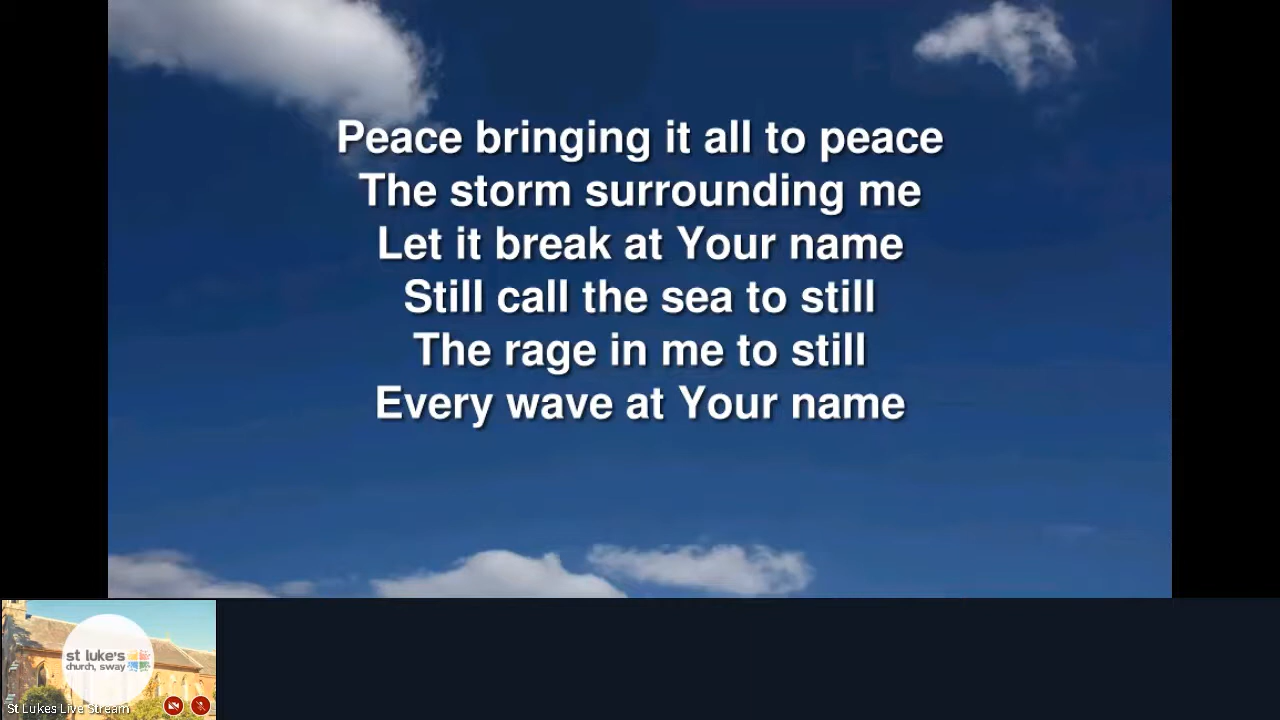 Peace bringing it all to peace
The storm surrounding me
Let it break at Your name
Still call the sea to still
The rage in me to still
Every wave at Your name
st luke's
church, sway
St Lukes Live Stream